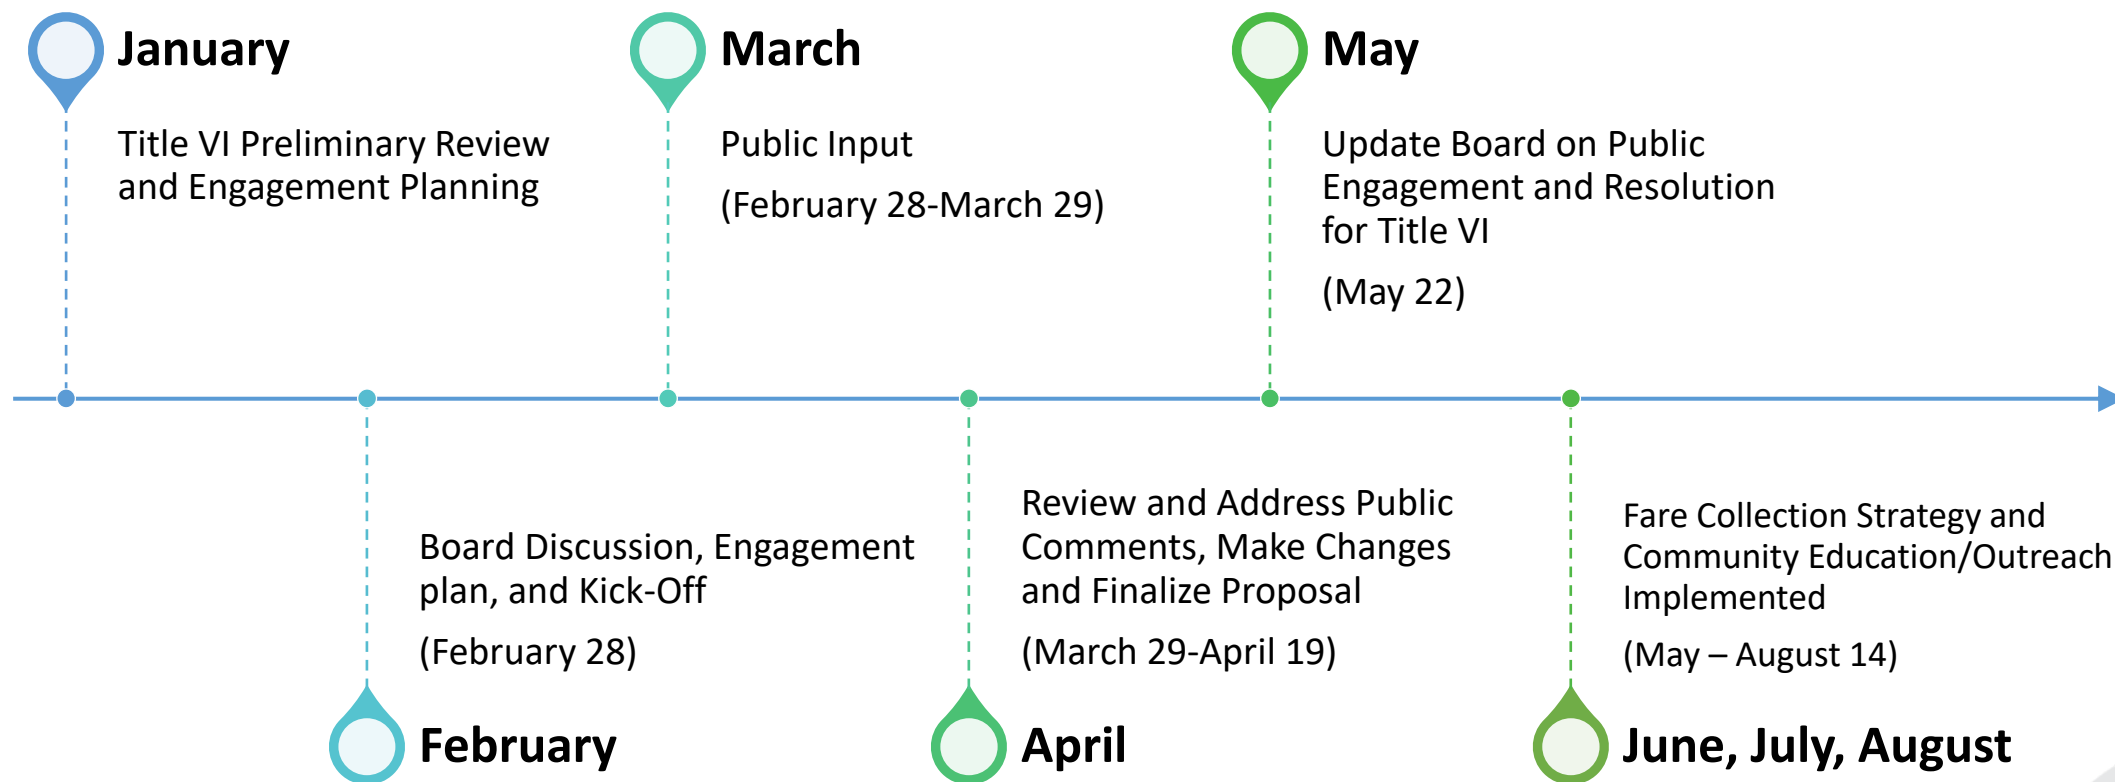 January
Title VI Preliminary Review
and Engagement Planning
March
Public Input
(February 28-March 29)
May
Update Board on Public
Engagement and Resolution
for Title VI
(May 22)
Board Discussion, Engagement
plan, and Kick-Off
(February 28)
February
Review and Address Public
Comments, Make Changes
and Finalize Proposal
(March 29-April 19)
April
Fare Collection Strategy and
Community Education/Outreach
Implemented
(May – August 14)
June, July, August